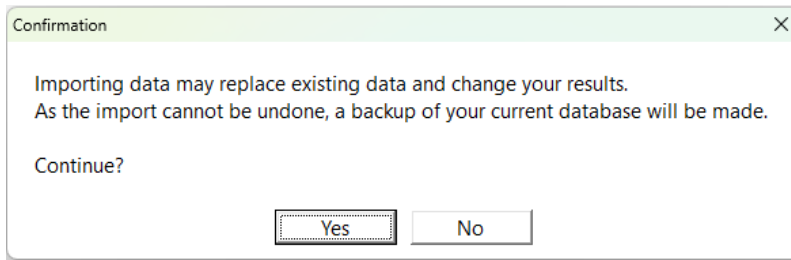 Confirmation
Importing data may replace existing data and change your results.
As the import cannot be undone, a backup of your current database will be made.
Continue?
Yes
No